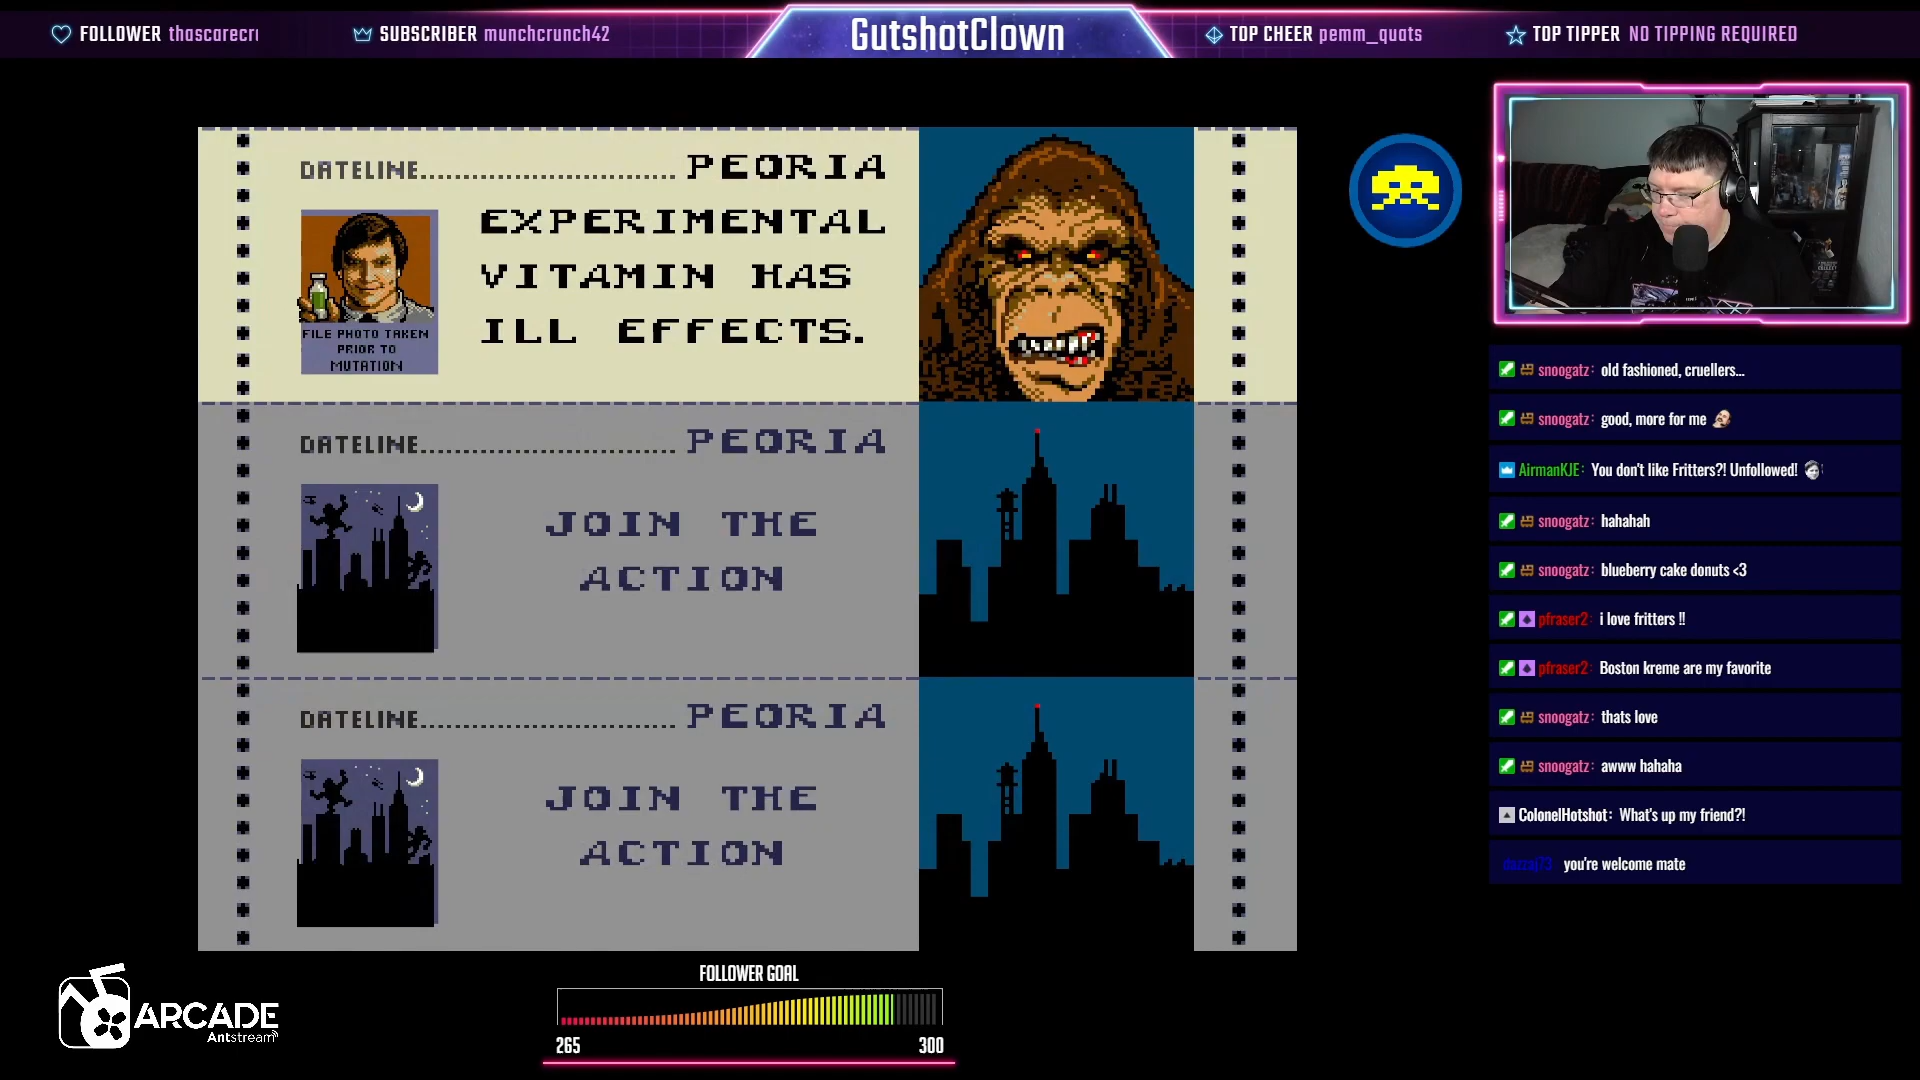 FOLLOWER thascarecr
SUBSCRIBER munchcrunch42
GutshotClown
TOP CHEER pemm_quats
TOP TIPPER NO TIPPING REQUIRED
DATELINE..............................PEORIA
EXPERIMENTAL
VITAMIN HAS
ILL EFFECTS.
FILE PHOTO TAKEN
PRIOR TO
MUTATION
DATELINE..............................PEORIA
JOIN THE
ACTION
DATELINE..............................PEORIA
JOIN THE
ACTION
snoogatz: old fashioned, cruellers...
snoogatz: good, more for me
AirmanKJE: You don't like Fritters?! Unfollowed!
snoogatz: hahahah
snoogatz: blueberry cake donuts <3
pfraser2: i love fritters !!
pfraser2: Boston kreme are my favorite
snoogatz: thats love
snoogatz: awww hahaha
ColonelHotshot: What's up my friend?!
you're welcome mate
ARCADE
Antstream
FOLLOWER GOAL
265
300